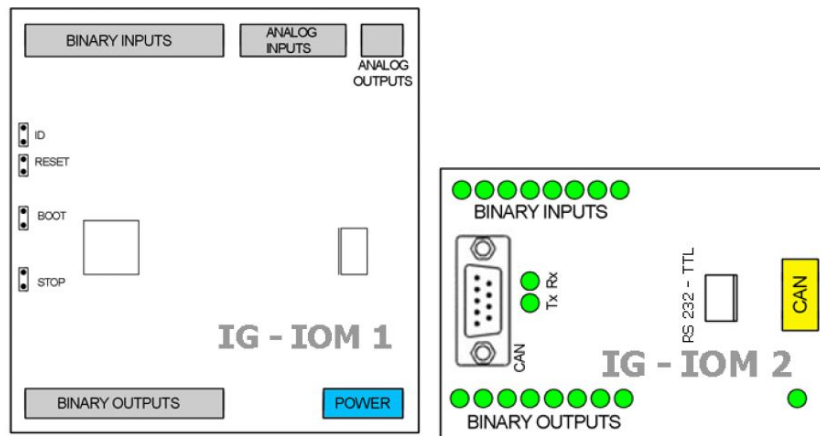 BINARY INPUTS
ANALOG
INPUTS
ANALOG
OUTPUTS
ID
RESET
BOOT
STOP
IG - IOM 1
BINARY OUTPUTS
POWER
BINARY INPUTS
Tx Rx
CAN
RS 232 - TTL
CAN
IG - IOM 2
BINARY OUTPUTS